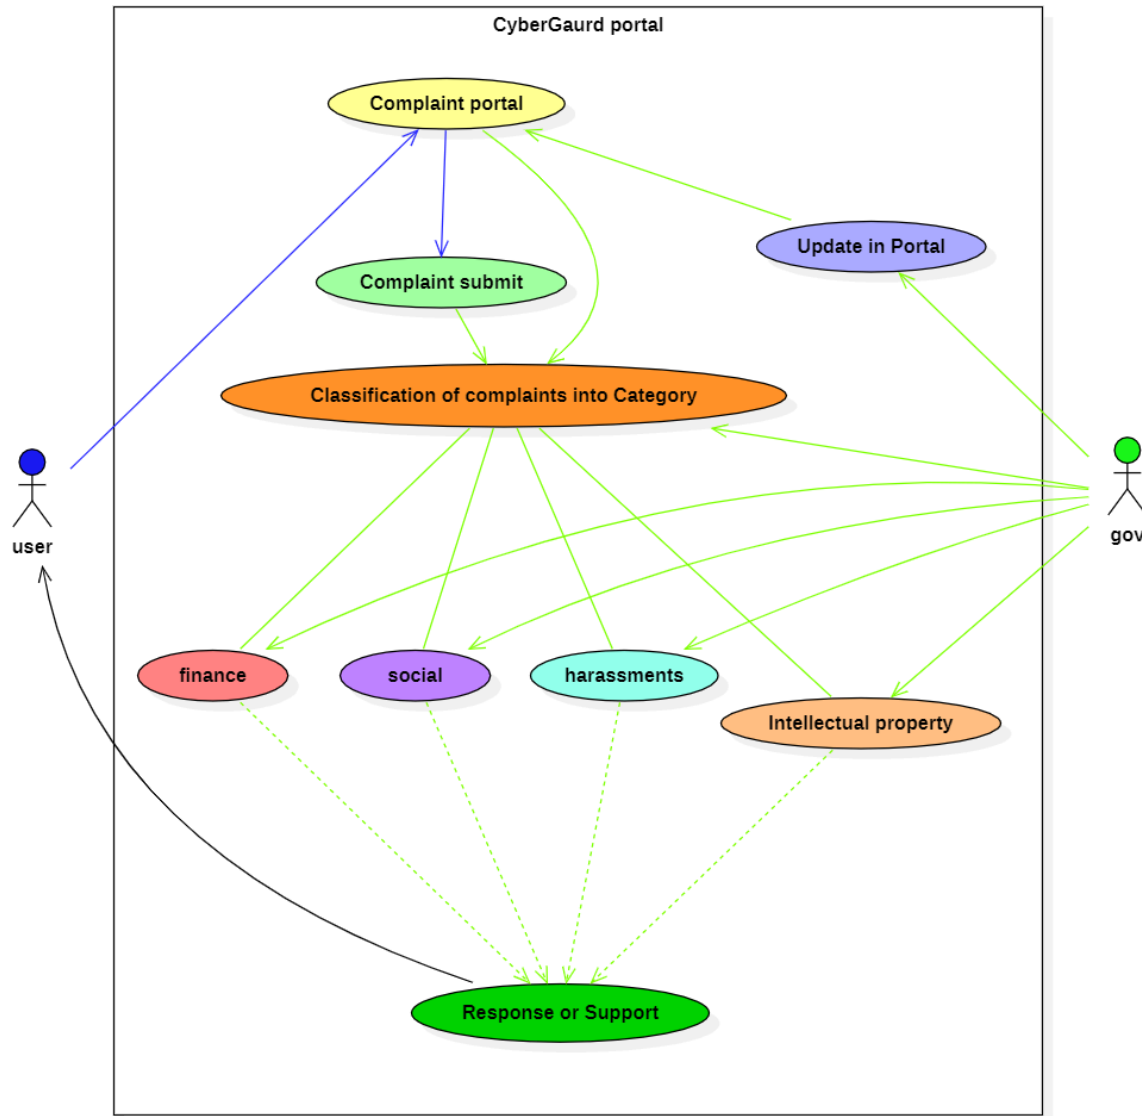 CyberGaurd portal
Complaint portal
Update in Portal
Complaint submit
Classification of complaints into Category
user
gov
finance
social
harassments
Intellectual property
Response or Support